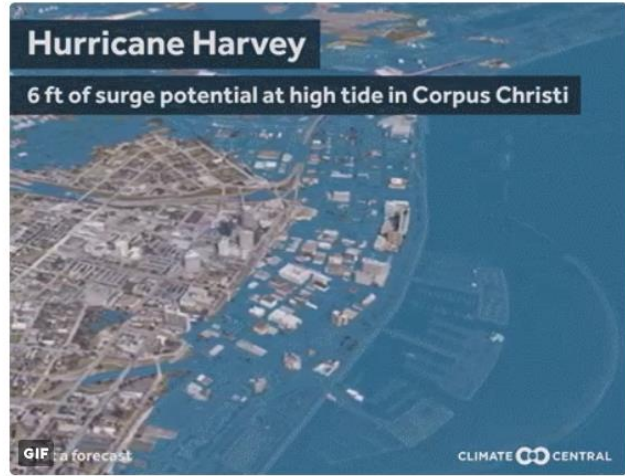 Hurricane Harvey
6 ft of surge potential at high tide in Corpus Christi
GIF a forecast
CLIMATE CENTRAL